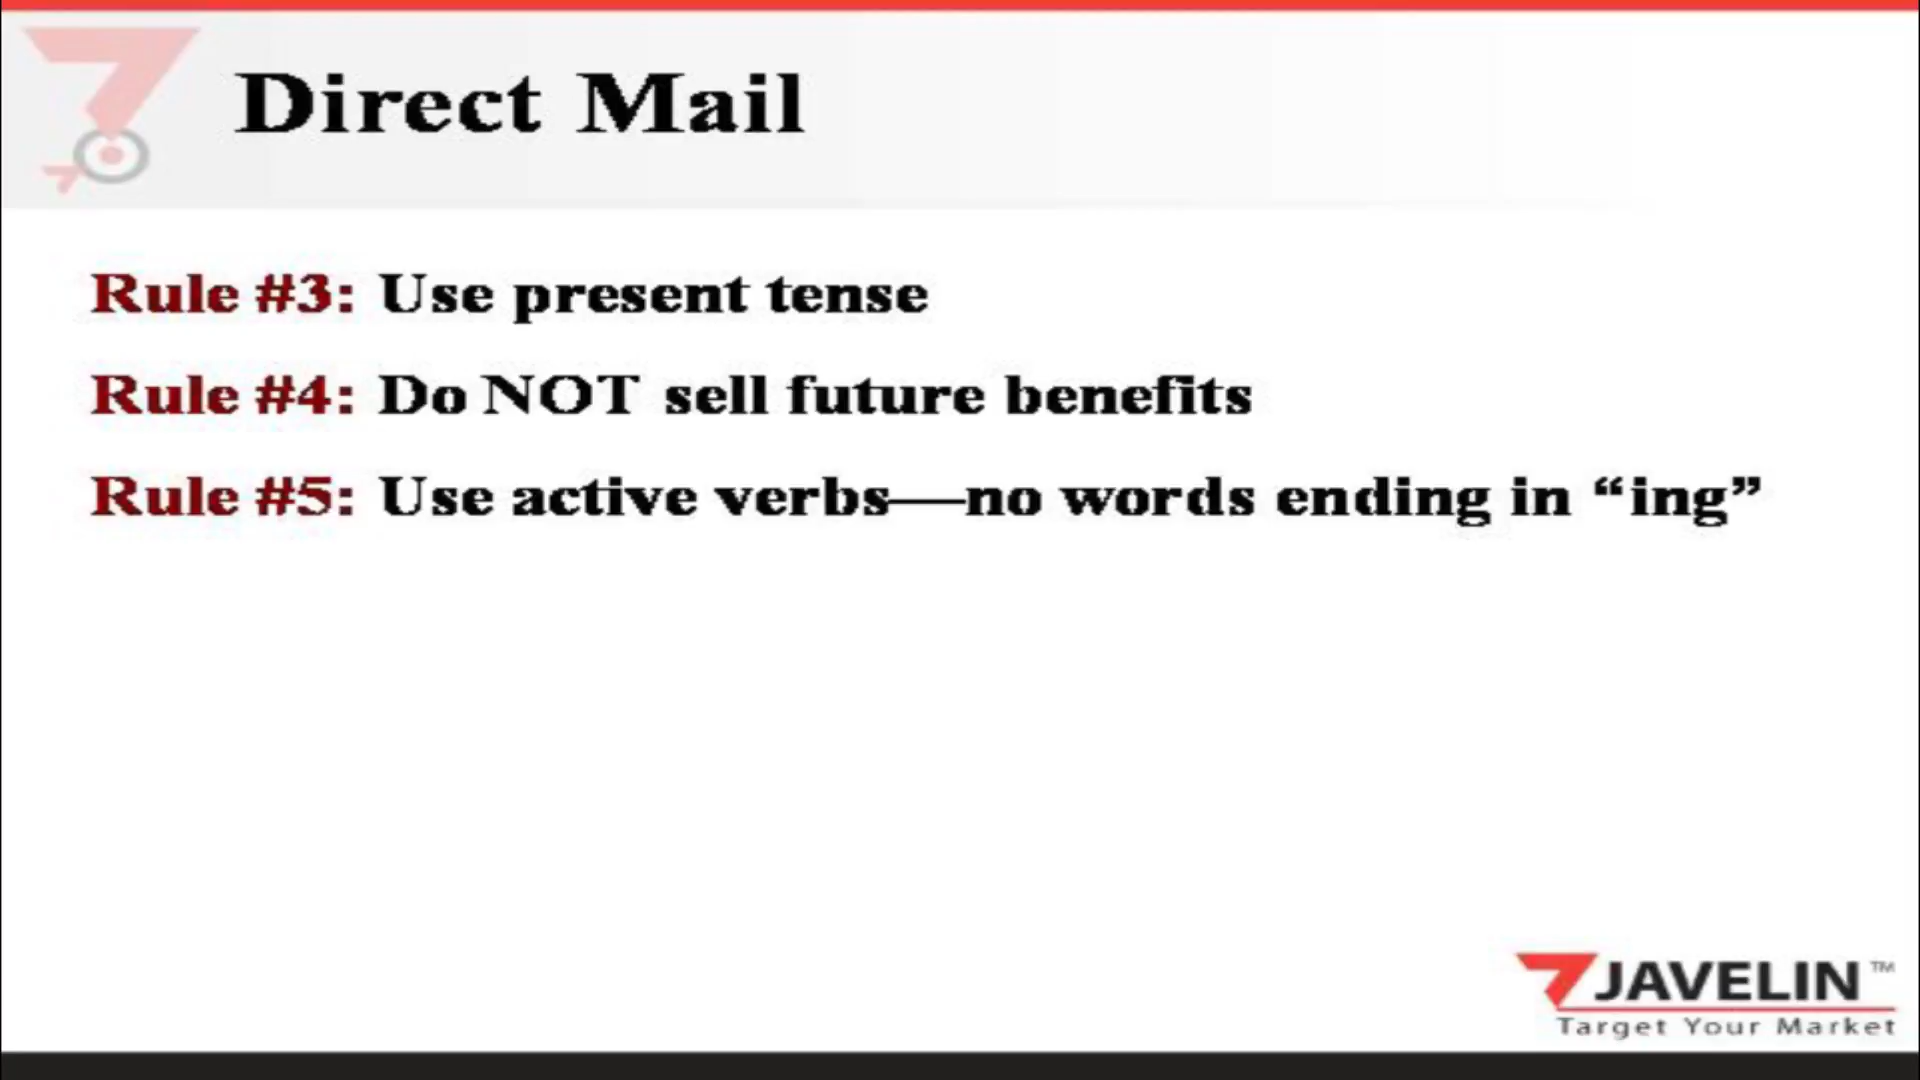 Direct Mail
Rule #3: Use present tense
Rule #4: Do NOT sell future benefits
Rule #5: Use active verbs—no words ending in “ing”
JAVELIN™
Target Your Market